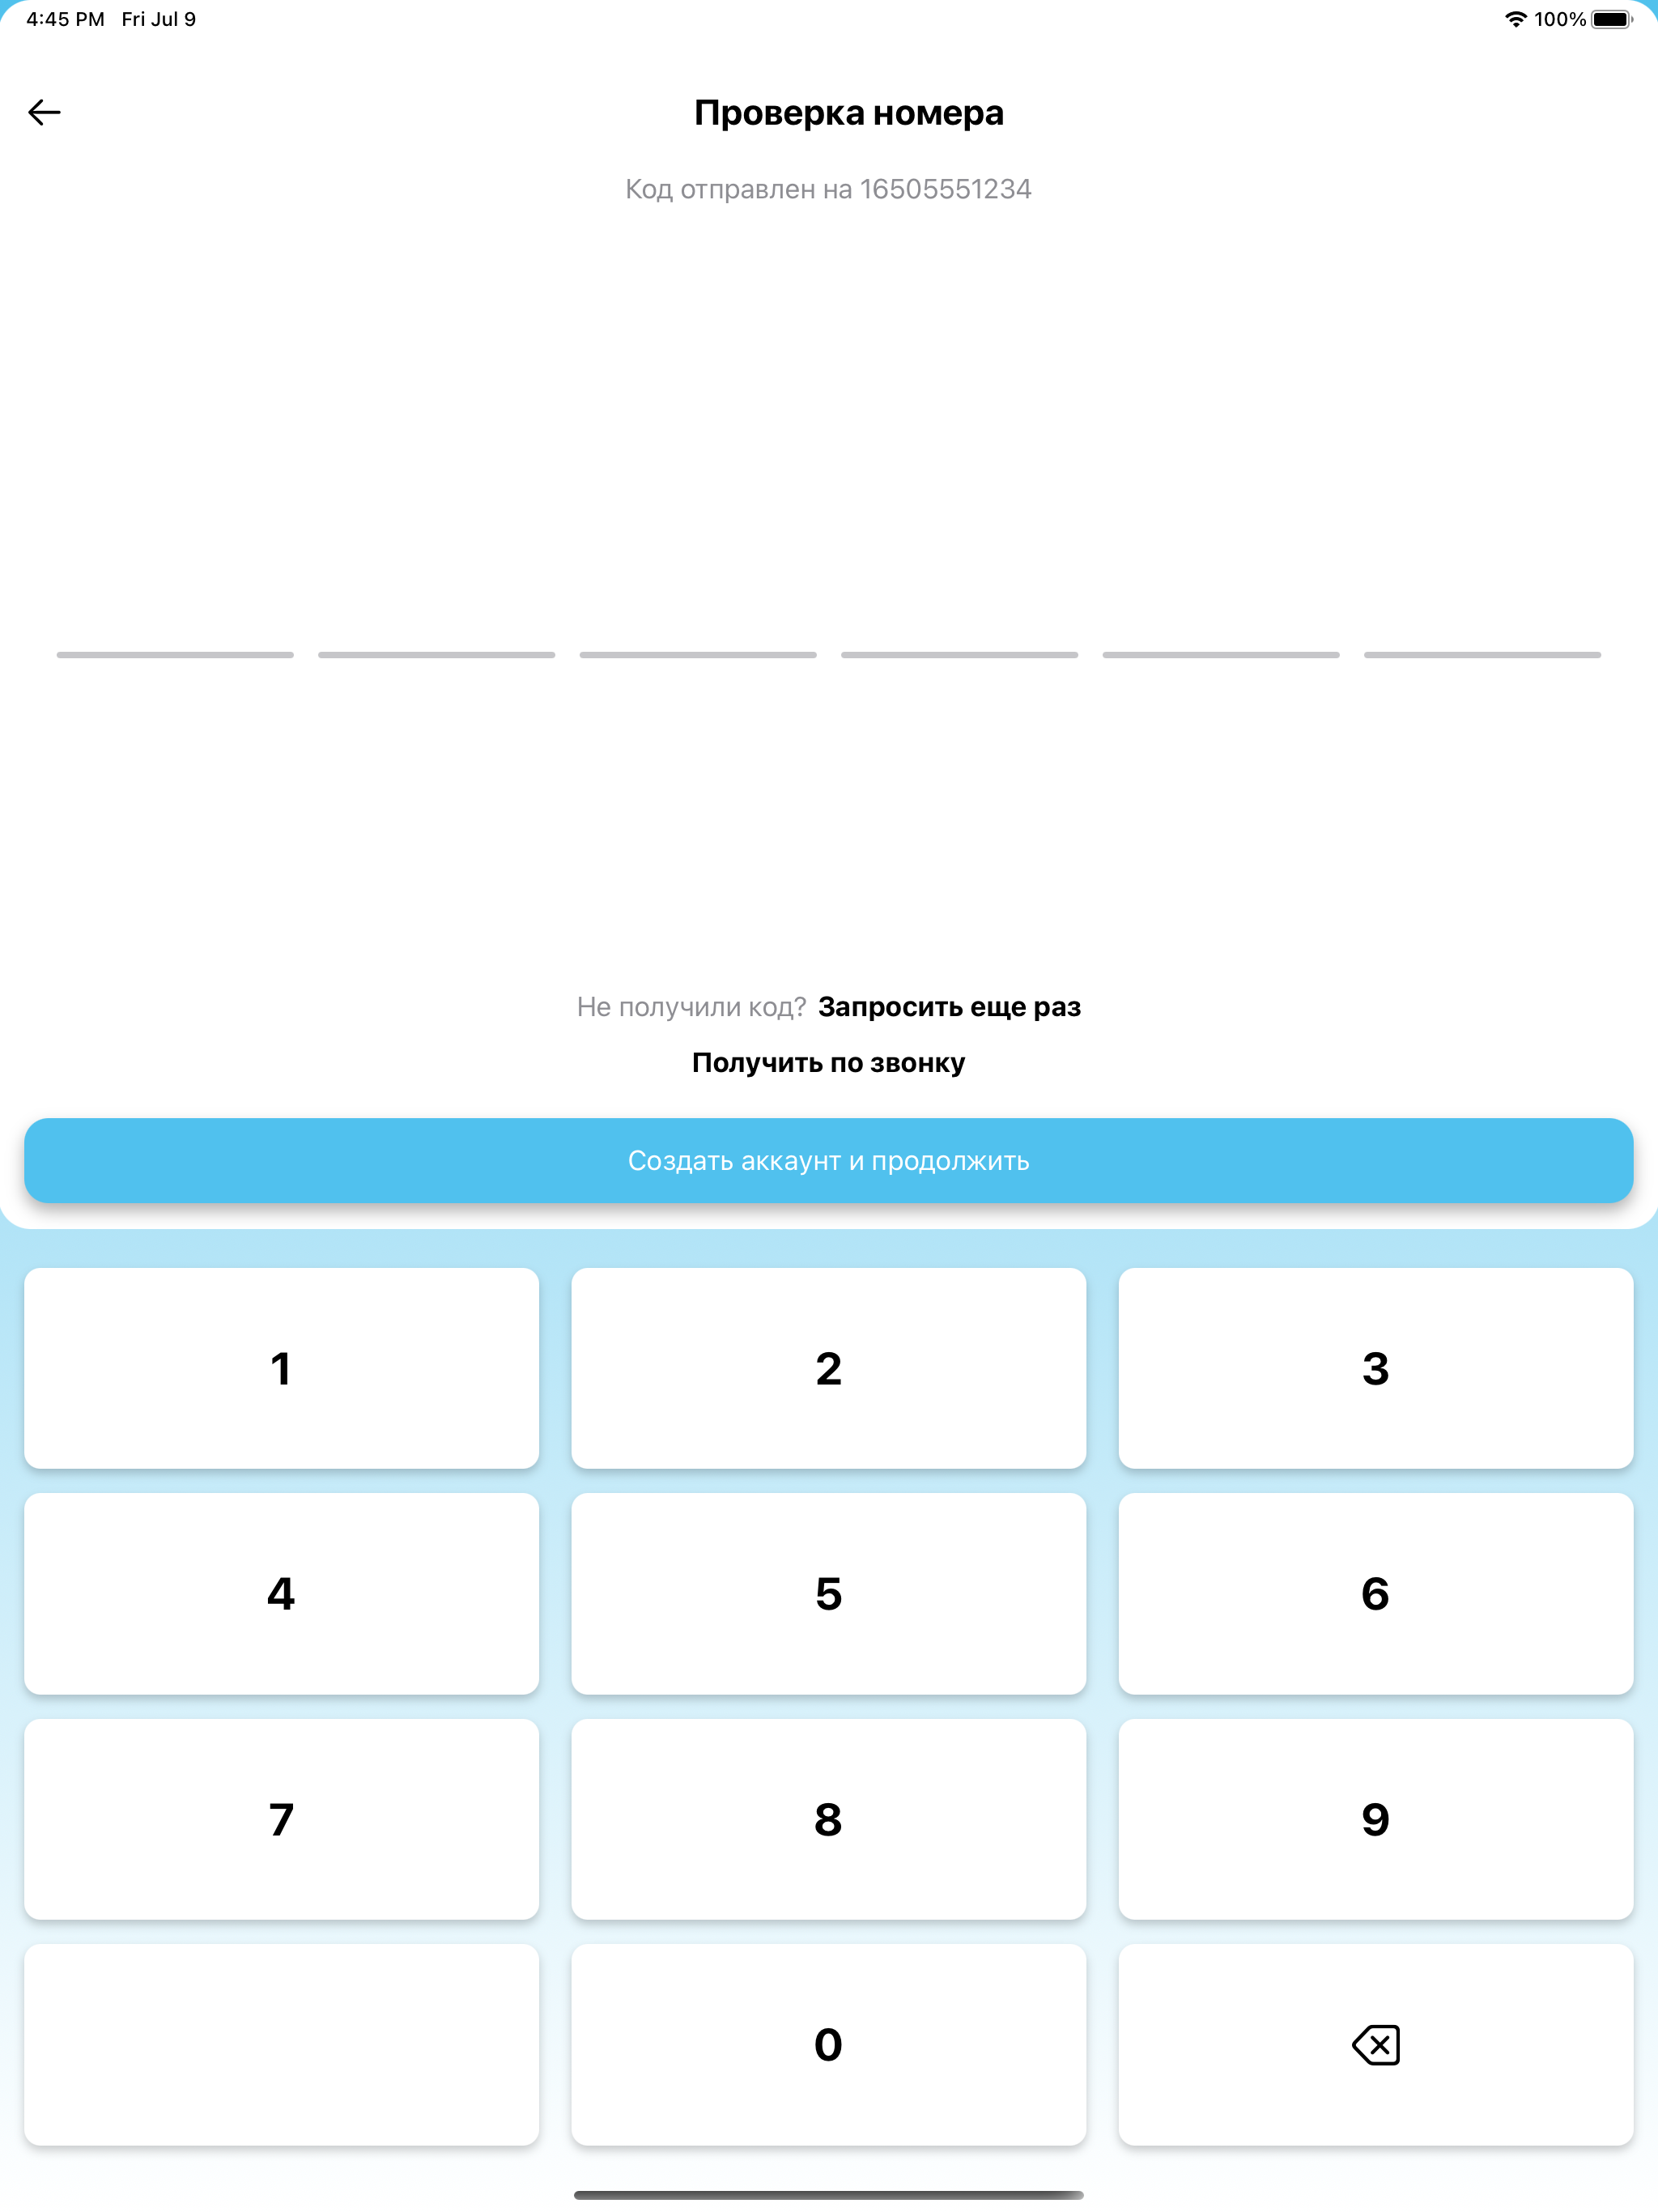 4:45 PM Fri Jul 9 100%
Проверка номера
Код отправлен на 16505551234
Не получили код? Запросить еще раз
Получить по звонку
Создать аккаунт и продолжить
1 2 3
4 5 6
7 8 9
0